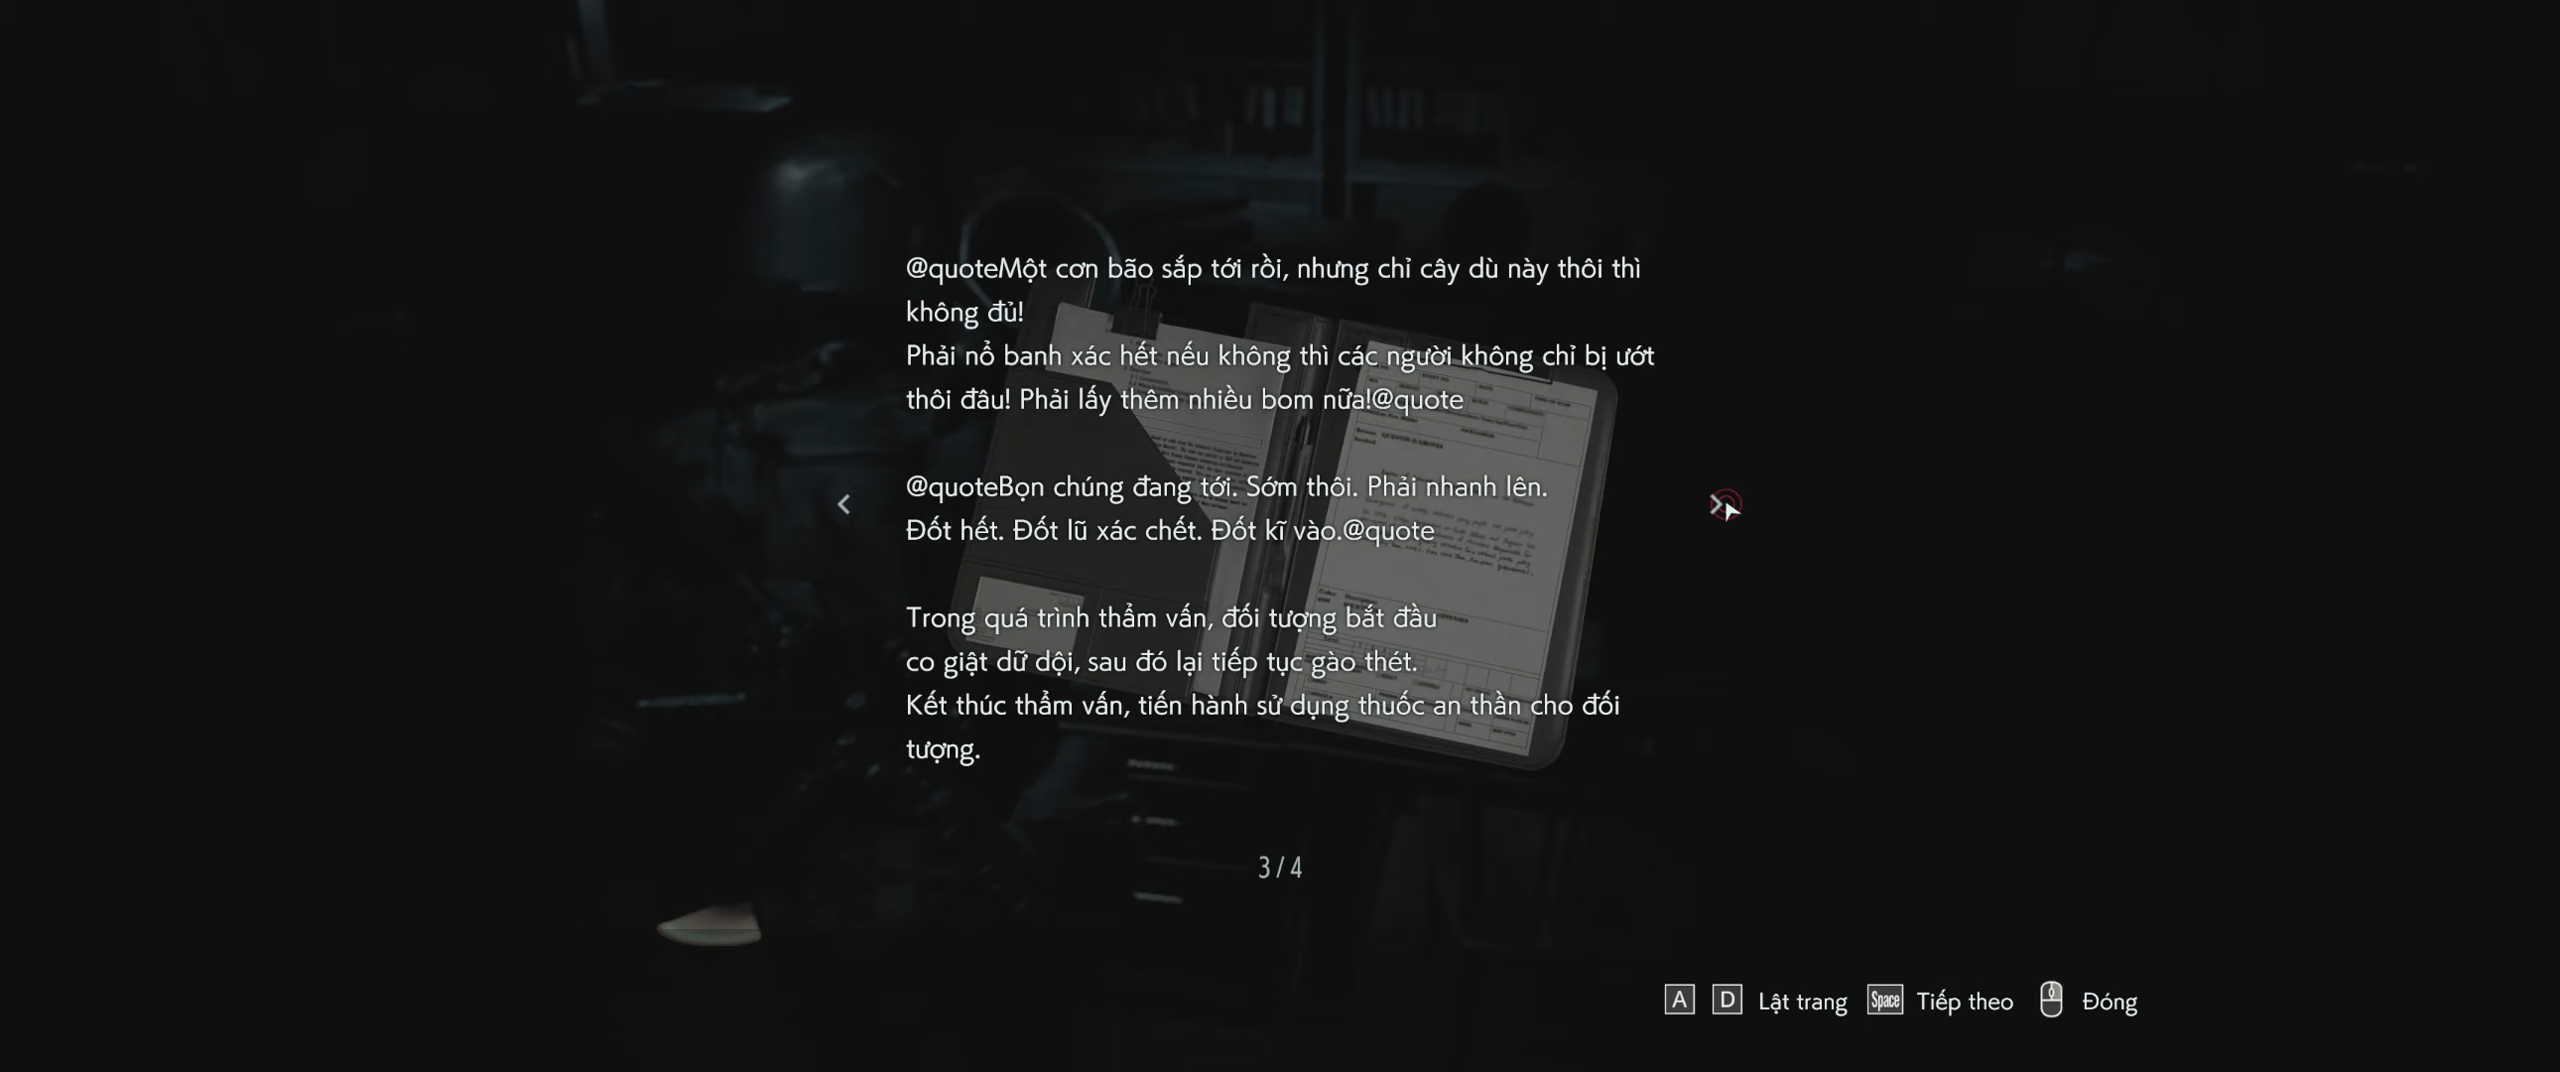 @quoteMột cơn bão sắp tới rồi, nhưng chỉ cây dù này thôi thì
không đủ!
Phải nổ banh xác hết nếu không thì các người không chỉ bị ướt
thôi đâu! Phải lấy thêm nhiều bom nữa!@quote
@quoteBọn chúng đang tới. Sớm thôi. Phải nhanh lên.
Đốt hết. Đốt lũ xác chết. Đốt kĩ vào.@quote
Trong quá trình thẩm vấn, đối tượng bắt đầu
co giật dữ dội, sau đó lại tiếp tục gào thét.
Kết thúc thẩm vấn, tiến hành sử dụng thuốc an thần cho đối
tượng.
3 / 4
A D Lật trang Space Tiếp theo Đóng